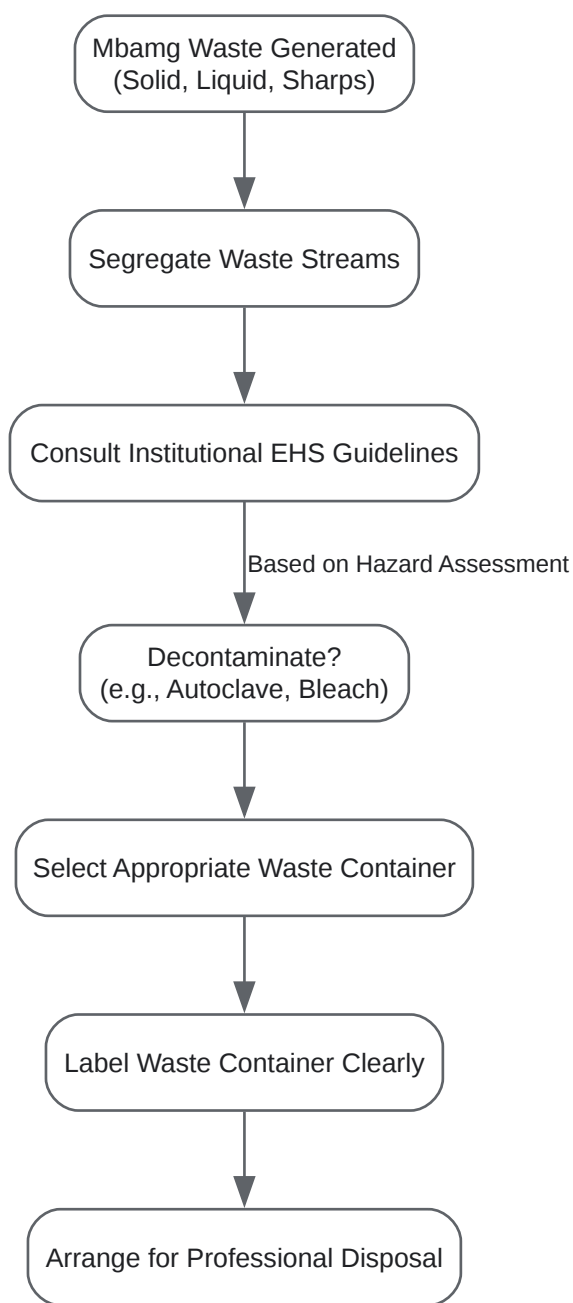 Mbamg Waste Generated
(Solid, Liquid, Sharps)
Segregate Waste Streams
Consult Institutional EHS Guidelines
Based on Hazard Assessment
Decontaminate?
(e.g., Autoclave, Bleach)
Select Appropriate Waste Container
Label Waste Container Clearly
Arrange for Professional Disposal